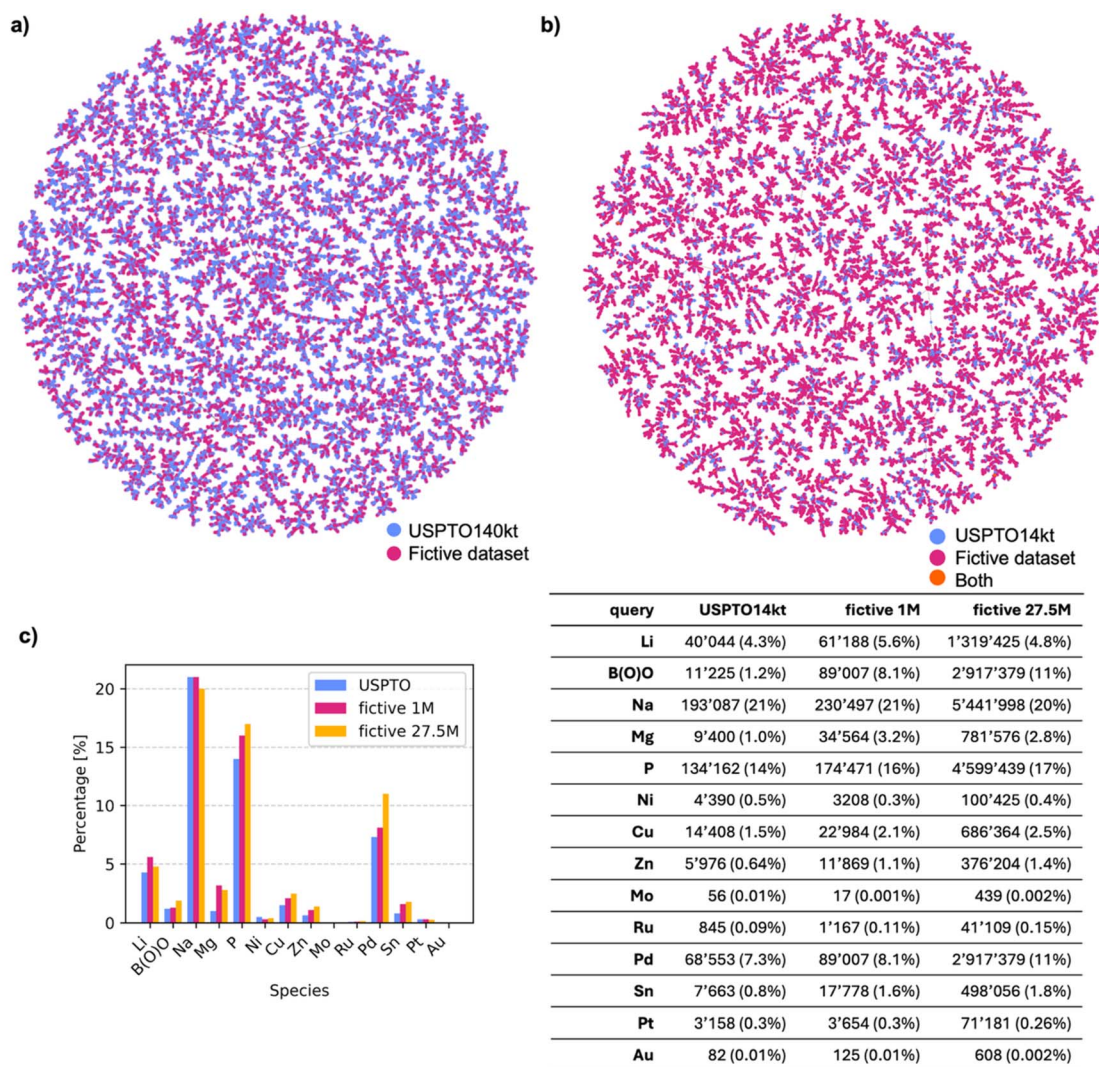 a)
b)
USPTO140kt
Fictive dataset
USPTO14kt
Fictive dataset
Both
c)
20
15
10
5
0
Percentage [%]
USPTO
fictive 1M
fictive 27.5M
Li
B(O)O
Na
Mg
P
Ni
Cu
Zn
Mo
Ru
Pd
Sn
Pt
Au
Species
query USPTO14kt fictive 1M fictive 27.5M
Li 40’044 (4.3%) 61’188 (5.6%) 1’319’425 (4.8%)
B(O)O 11’225 (1.2%) 89’007 (8.1%) 2’917’379 (11%)
Na 193’087 (21%) 230’497 (21%) 5’441’998 (20%)
Mg 9’400 (1.0%) 34’564 (3.2%) 781’576 (2.8%)
P 134’162 (14%) 174’471 (16%) 4’599’439 (17%)
Ni 4’390 (0.5%) 3208 (0.3%) 100’425 (0.4%)
Cu 14’408 (1.5%) 22’984 (2.1%) 686’364 (2.5%)
Zn 5’976 (0.64%) 11’869 (1.1%) 376’204 (1.4%)
Mo 56 (0.01%) 17 (0.001%) 439 (0.002%)
Ru 845 (0.09%) 1’167 (0.11%) 41’109 (0.15%)
Pd 68’553 (7.3%) 89’007 (8.1%) 2’917’379 (11%)
Sn 7’663 (0.8%) 17’778 (1.6%) 498’056 (1.8%)
Pt 3’158 (0.3%) 3’654 (0.3%) 71’181 (0.26%)
Au 82 (0.01%) 125 (0.01%) 608 (0.002%)